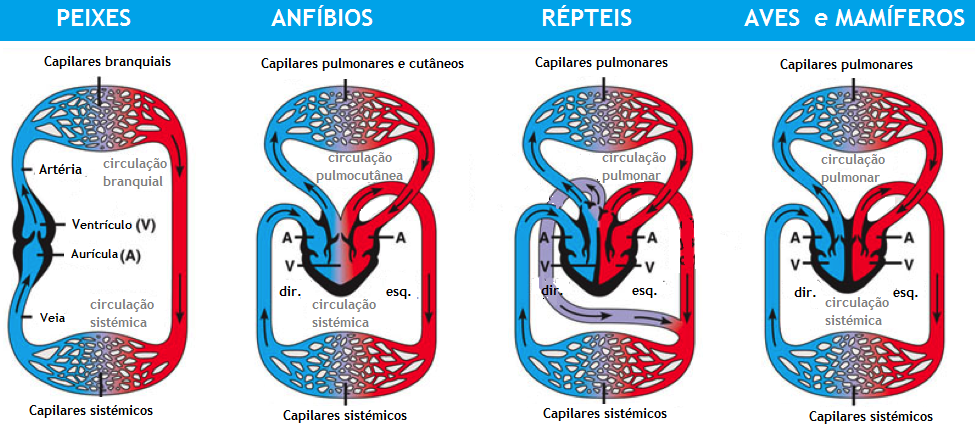 PEIXES
ANFÍBIOS
RÉPTEIS
AVES e MAMÍFEROS
Capilares branquiais
circulação
branquial
Artéria
Ventrículo (V)
Aurícula (A)
circulação
sistémica
Veia
Capilares sistémicos
Capilares pulmonares e cutâneos
circulação
pulmocutânea
A
A
V
dir.
esq.
circulação
sistémica
Capilares sistémicos
Capilares pulmonares
circulação
pulmonar
A
A
V
V
dir.
esq.
circulação
sistémica
Capilares sistémicos
Capilares pulmonares
circulação
pulmonar
A
A
V
V
dir.
esq.
circulação
sistémica
Capilares sistémicos